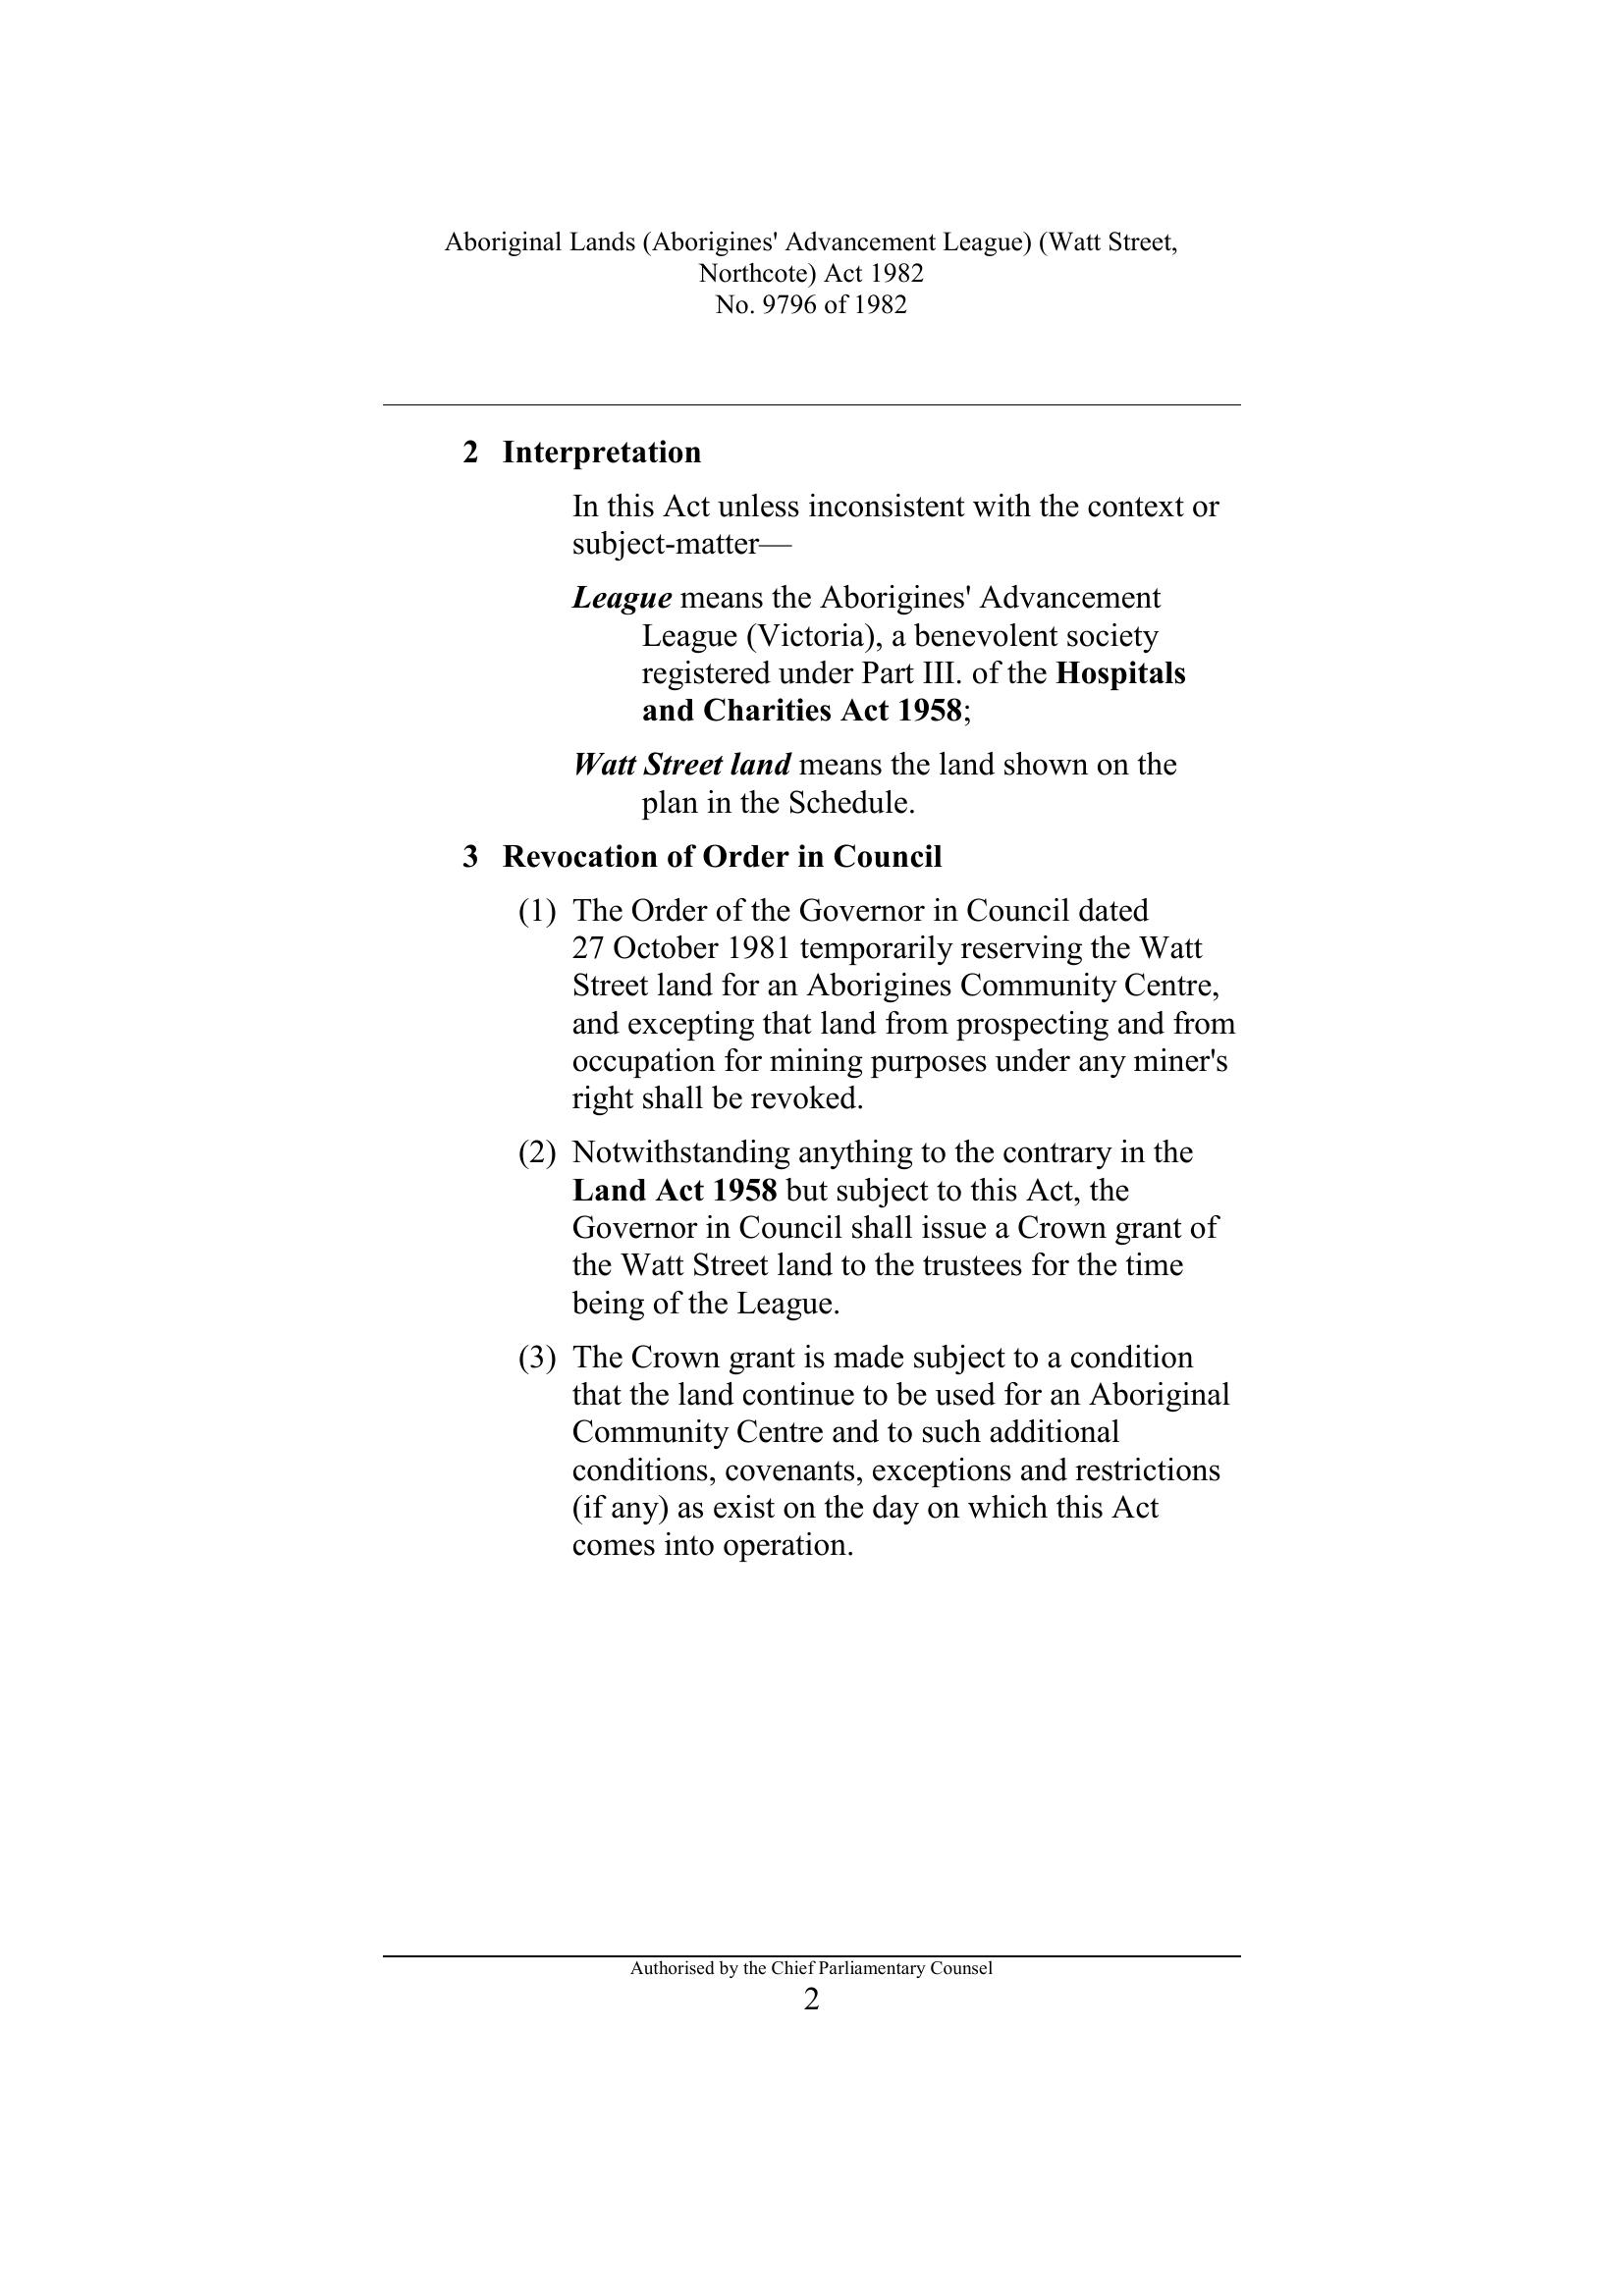 Aboriginal Lands (Aborigines' Advancement League) (Watt Street,
Northcote) Act 1982
No. 9796 of 1982
2 Interpretation
In this Act unless inconsistent with the context or
subject-matter—
League means the Aborigines' Advancement
League (Victoria), a benevolent society
registered under Part III. of the Hospitals
and Charities Act 1958;
Watt Street land means the land shown on the
plan in the Schedule.
3 Revocation of Order in Council
(1) The Order of the Governor in Council dated
27 October 1981 temporarily reserving the Watt
Street land for an Aborigines Community Centre,
and excepting that land from prospecting and from
occupation for mining purposes under any miner's
right shall be revoked.
(2) Notwithstanding anything to the contrary in the
Land Act 1958 but subject to this Act, the
Governor in Council shall issue a Crown grant of
the Watt Street land to the trustees for the time
being of the League.
(3) The Crown grant is made subject to a condition
that the land continue to be used for an Aboriginal
Community Centre and to such additional
conditions, covenants, exceptions and restrictions
(if any) as exist on the day on which this Act
comes into operation.
Authorised by the Chief Parliamentary Counsel
2